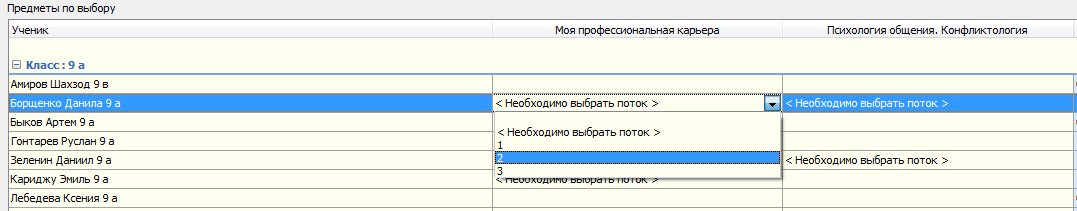 Предметы по выбору
Ученик Моя профессиональная карьера Психология общения. Конфликтология
Класс : 9 а
Амиров Шахзод 9 в
Борщенко Данила 9 а < Необходимо выбрать поток > < Необходимо выбрать поток >
Быков Артем 9 а
< Необходимо выбрать поток >
Гонтарев Руслан 9 а
1
Зеленин Даниил 9 а 2 < Необходимо выбрать поток >
3
Кариджу Эмиль 9 а < Необходимо выбрать поток >
Лебедева Ксения 9 а